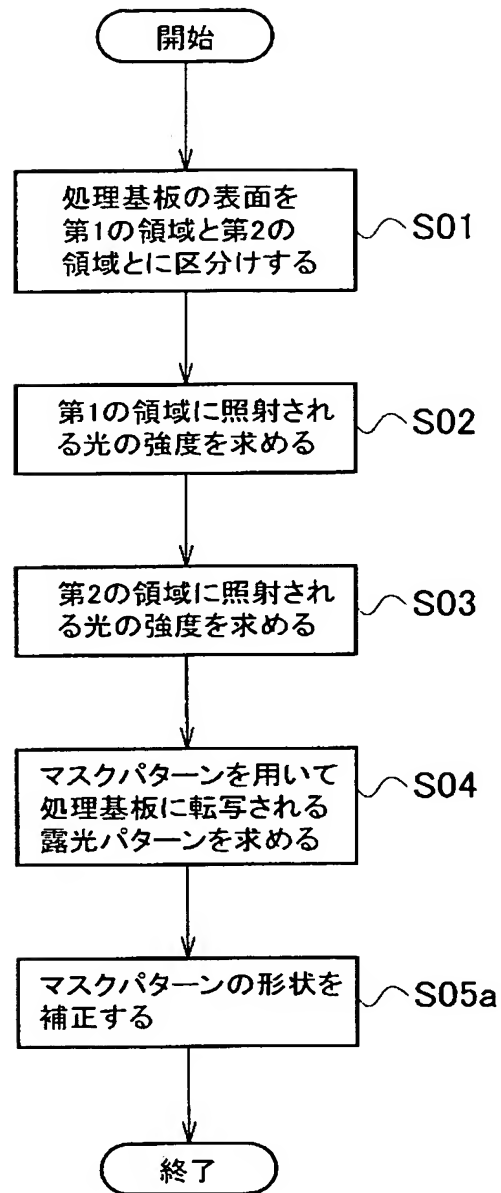 開始
処理基板の表面を
第1の領域と第2の
領域とに区分けする
S01
第1の領域に照射され
る光の強度を求める
S02
第2の領域に照射され
る光の強度を求める
S03
マスクパターンを用いて
処理基板に転写される
露光パターンを求める
S04
マスクパターンの形状を
補正する
S05a
終了